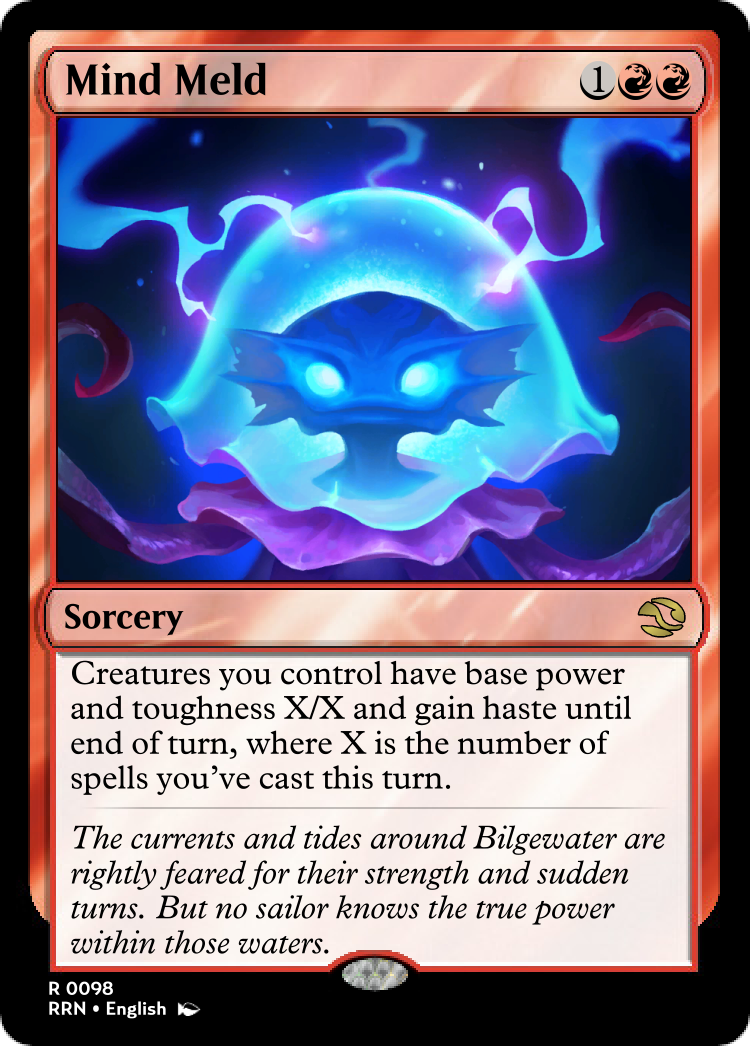 Mind Meld
1
Sorcery
Creatures you control have base power
and toughness X/X and gain haste until
end of turn, where X is the number of
spells you've cast this turn.
The currents and tides around Bilgewater are
rightly feared for their strength and sudden
turns. But no sailor knows the true power
within those waters.
R 0098
RRN • English